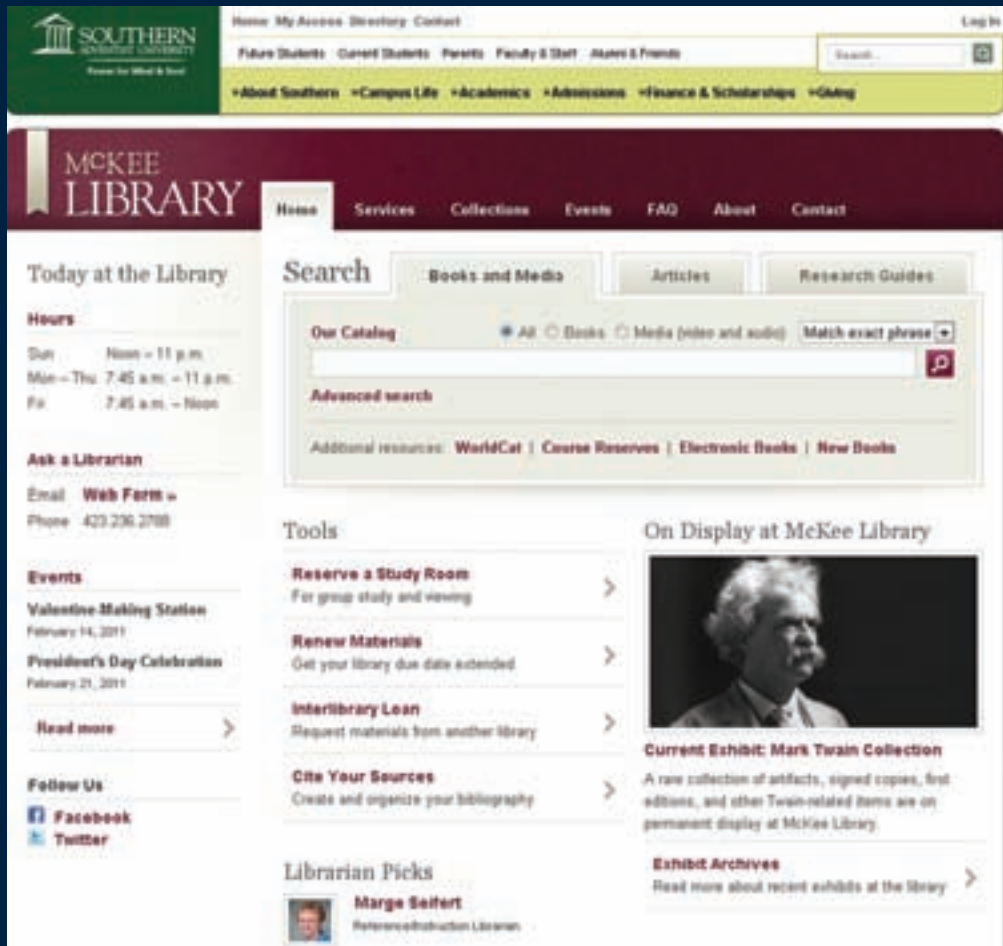 SOUTHERN
ADVENTIST UNIVERSITY
Power for Mind & Soul
Home My Access Directory Contact
Log In
Future Students Current Students Parents Faculty & Staff Alumni & Friends
Search...
+About Southern +Campus Life +Academics +Admissions +Finance & Scholarships +Giving
McKEE
LIBRARY
Home Services Collections Events FAQ About Contact
Today at the Library
Hours
Sun Noon – 11 p.m.
Mon – Thu 7:45 a.m. – 11 p.m.
Fri 7:45 a.m. – Noon
Ask a Librarian
Email Web Form »
Phone 423.236.2788
Events
Valentine-Making Station
February 14, 2011
President's Day Celebration
February 21, 2011
Read more
Follow Us
Facebook
Twitter
Search Books and Media Articles Research Guides
Our Catalog All Books Media (video and audio) Match exact phrase
Advanced search
Additional resources: WorldCat | Course Reserves | Electronic Books | New Books
Tools
Reserve a Study Room
For group study and viewing
Renew Materials
Get your library due date extended
Interlibrary Loan
Request materials from another library
Cite Your Sources
Create and organize your bibliography
Librarian Picks
Marge Seifert
Reference/Instruction Librarian
On Display at McKee Library
Current Exhibit: Mark Twain Collection
A rare collection of artifacts, signed copies, first
editions, and other Twain-related items are on
permanent display at McKee Library.
Exhibit Archives
Read more about recent exhibits at the library